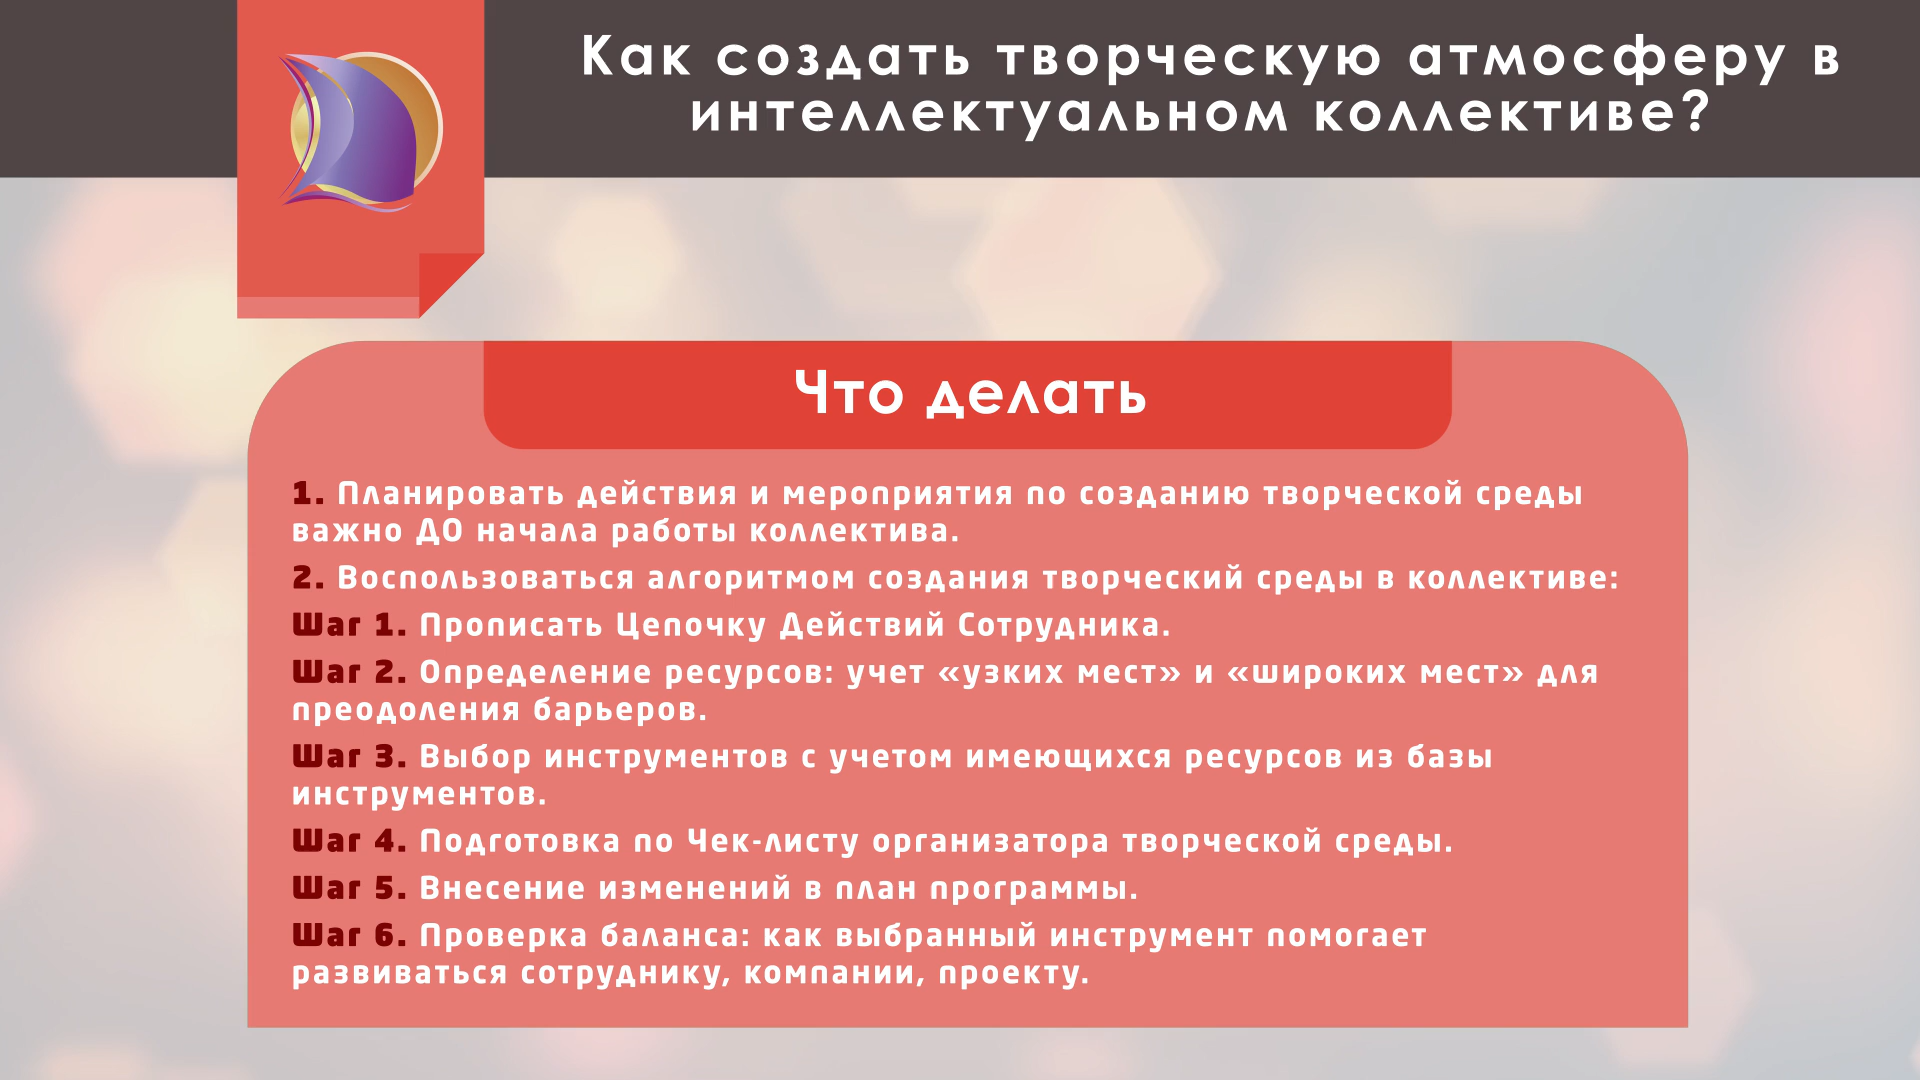 Как создать творческую атмосферу в
интеллектуальном коллективе?
Что делать
1. Планировать действия и мероприятия по созданию творческой среды
важно ДО начала работы коллектива.
2. Воспользоваться алгоритмом создания творческий среды в коллективе:
Шаг 1. Прописать Цепочку Действий Сотрудника.
Шаг 2. Определение ресурсов: учет «узких мест» и «широких мест» для
преодоления барьеров.
Шаг 3. Выбор инструментов с учетом имеющихся ресурсов из базы
инструментов.
Шаг 4. Подготовка по Чек-листу организатора творческой среды.
Шаг 5. Внесение изменений в план программы.
Шаг 6. Проверка баланса: как выбранный инструмент помогает
развиваться сотруднику, компании, проекту.